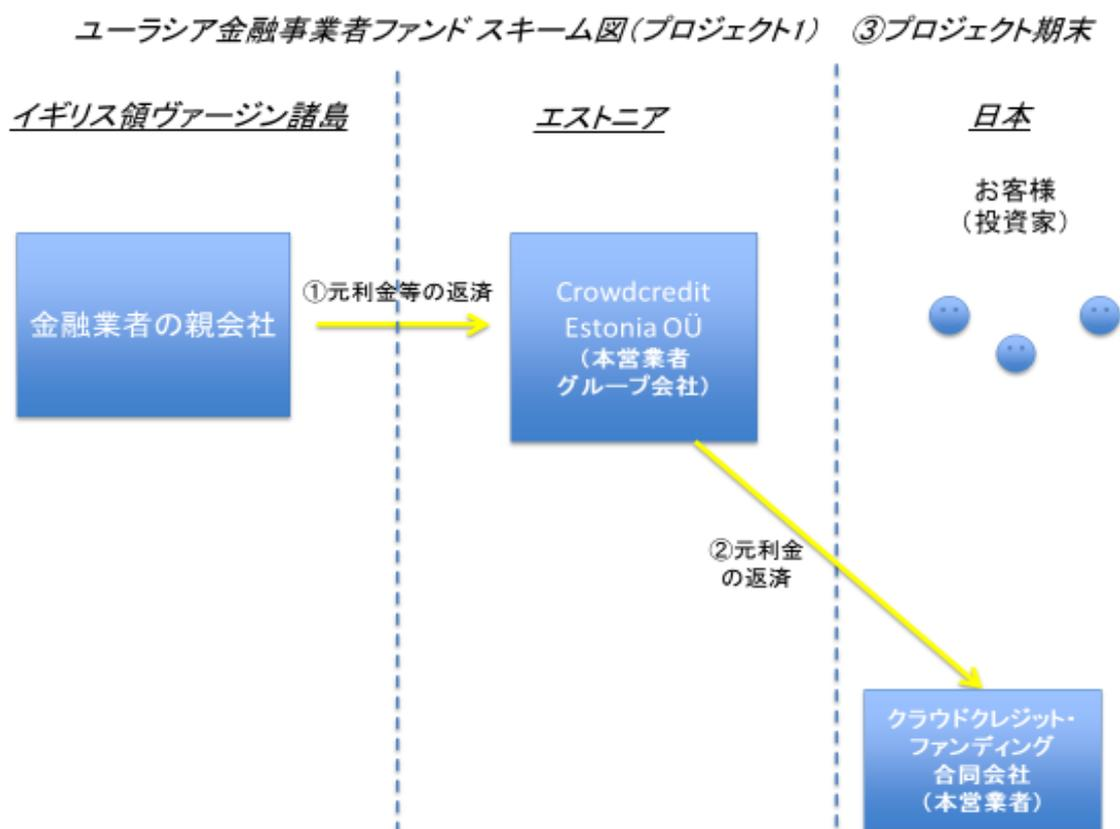 ユーラシア金融事業者ファンド スキーム図(プロジェクト1) ③プロジェクト期末
イギリス領ヴァージン諸島
エストニア
日本
お客様
(投資家)
金融業者の親会社
①元利金等の返済
Crowdcredit
Estonia OÜ
(本営業者
グループ会社)
②元利金
の返済
クラウドクレジット・
ファンディング
合同会社
(本営業者)